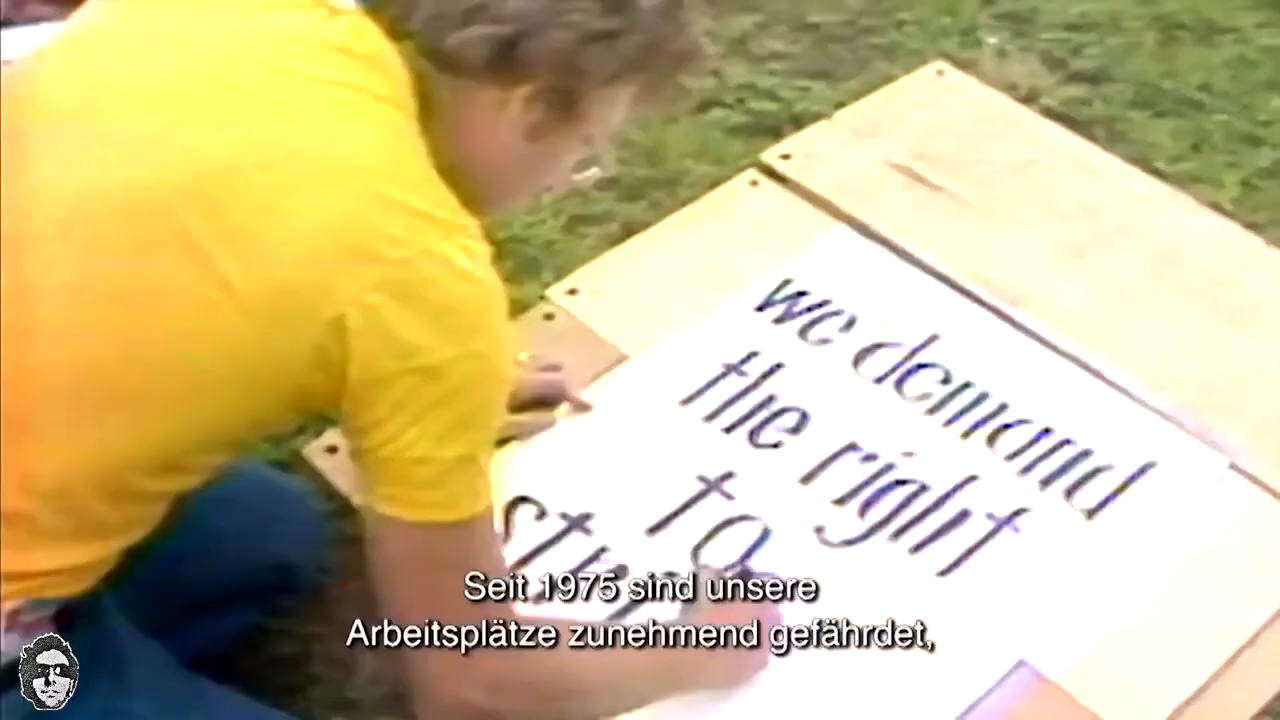 we demand
the right
to
Seit 1975 sind unsere
Arbeitsplätze zunehmend gefährdet,